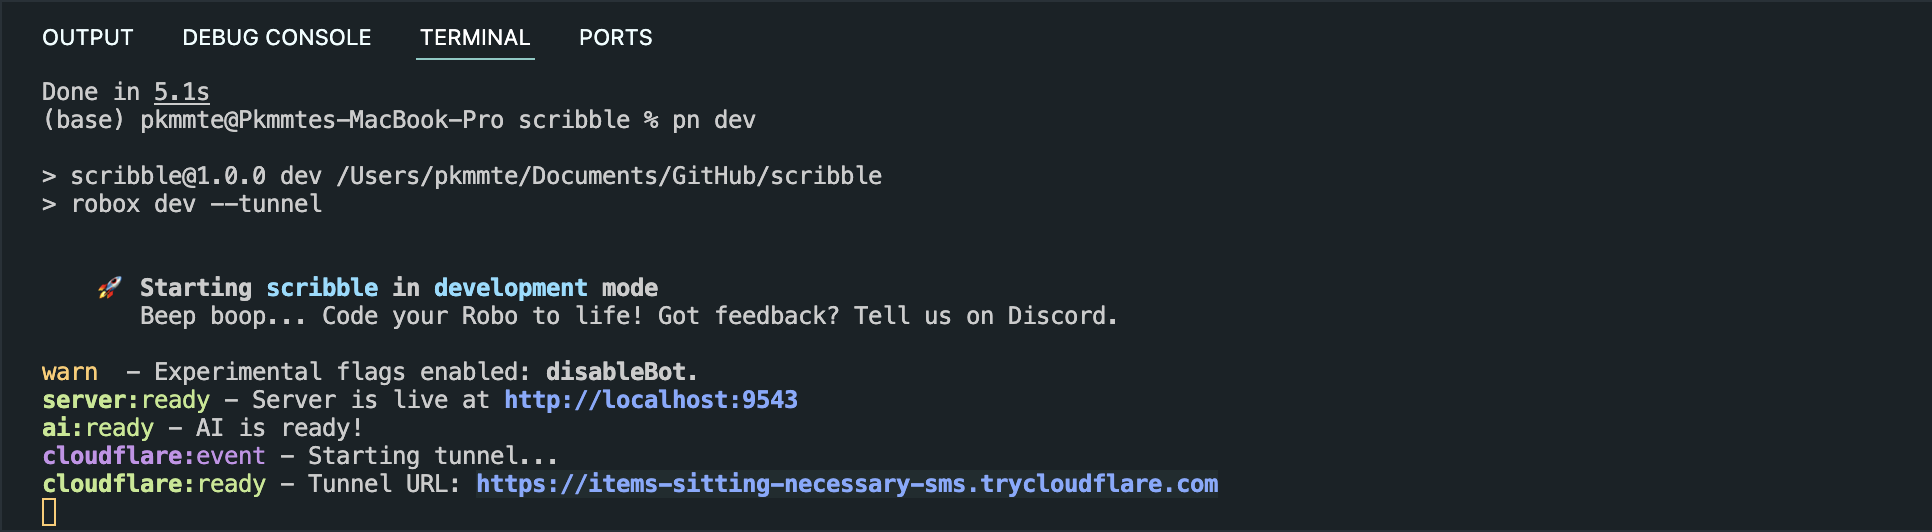 OUTPUT DEBUG CONSOLE TERMINAL PORTS
Done in 5.1s
(base) pkmmte@Pkmmtes-MacBook-Pro scribble % pn dev
> scribble@1.0.0 dev /Users/pkmmte/Documents/GitHub/scribble
> robox dev --tunnel
🚀 Starting scribble in development mode
Beep boop... Code your Robo to life! Got feedback? Tell us on Discord.
warn - Experimental flags enabled: disableBot.
server:ready - Server is live at http://localhost:9543
ai:ready - AI is ready!
cloudflare:event - Starting tunnel...
cloudflare:ready - Tunnel URL: https://items-sitting-necessary-sms.trycloudflare.com